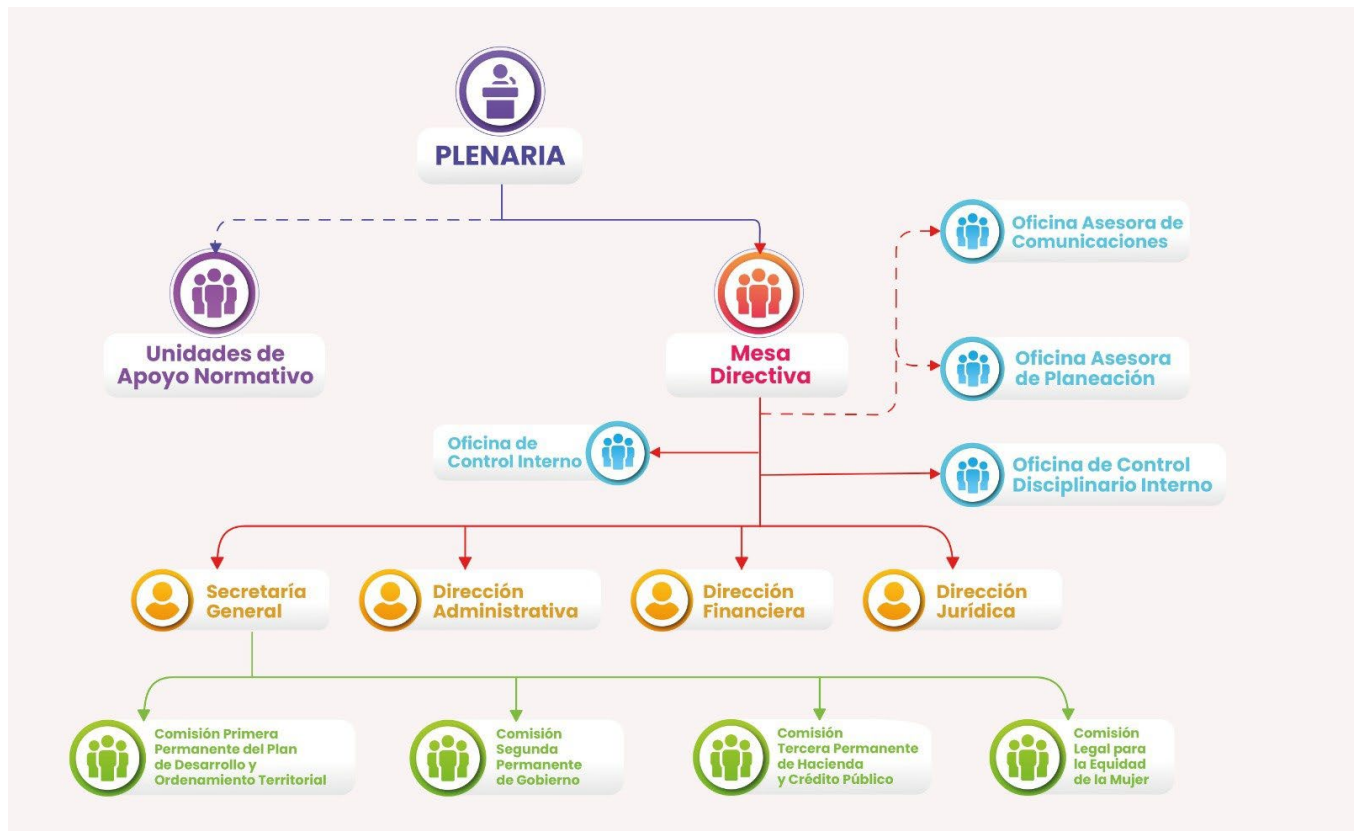 PLENARIA
Unidades de
Apoyo Normativo
Mesa
Directiva
Oficina Asesora de
Comunicaciones
Oficina Asesora
de Planeación
Oficina de
Control Interno
Oficina de Control
Disciplinario Interno
Secretaría
General
Dirección
Administrativa
Dirección
Financiera
Dirección
Jurídica
Comisión Primera
Permanente del Plan
de Desarrollo y
Ordenamiento Territorial
Comisión
Segunda
Permanente
de Gobierno
Comisión
Tercera Permanente
de Hacienda
y Crédito Público
Comisión
Legal para
la Equidad
de la Mujer